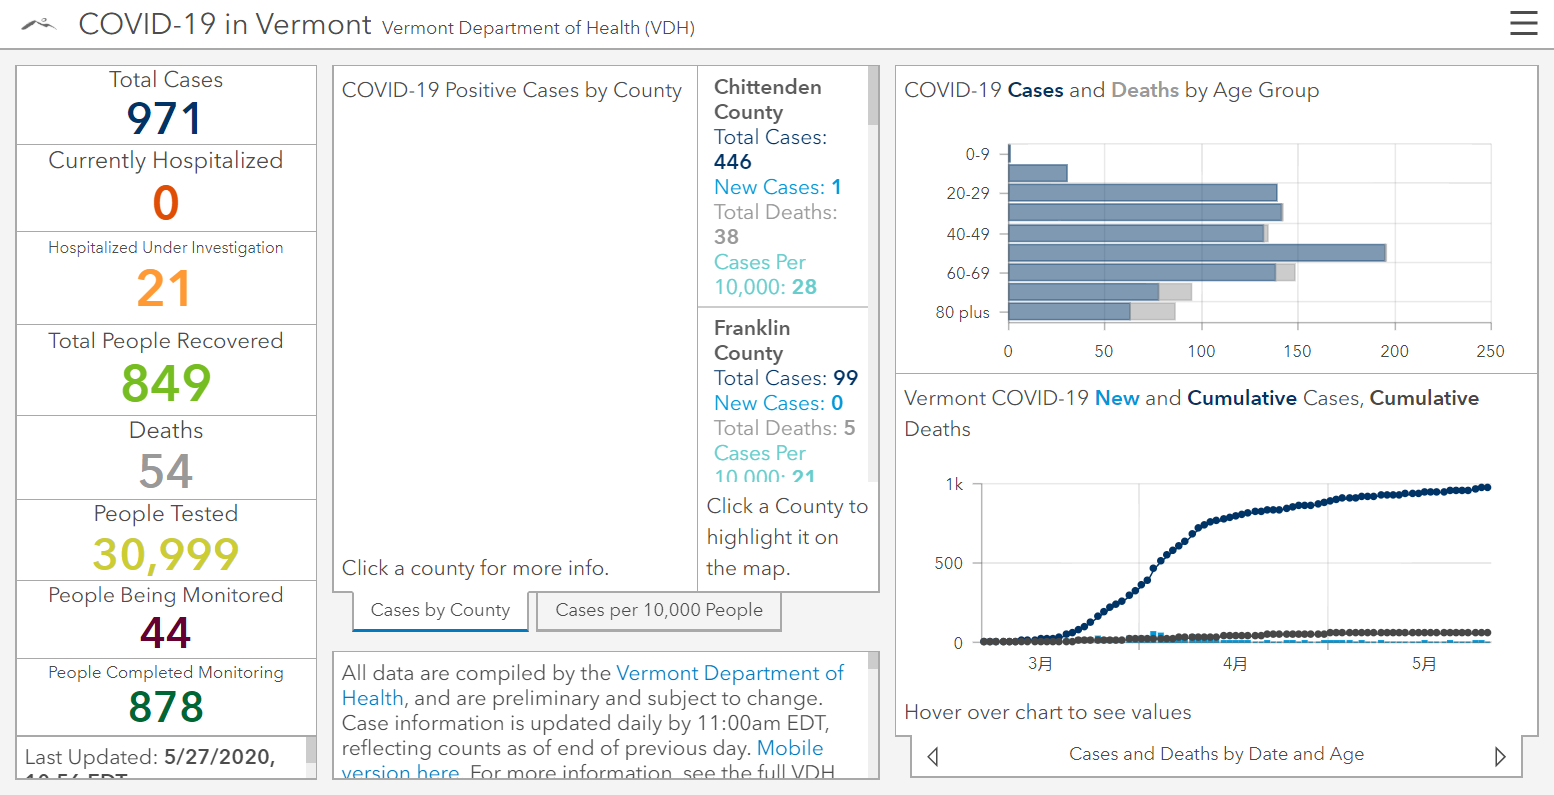 COVID-19 in Vermont Vermont Department of Health (VDH)
Total Cases
971
Currently Hospitalized
0
Hospitalized Under Investigation
21
Total People Recovered
849
Deaths
54
People Tested
30,999
People Being Monitored
44
People Completed Monitoring
878
Last Updated: 5/27/2020,
10:56 EDT
COVID-19 Positive Cases by County
Click a county for more info.
Chittenden
County
Total Cases:
446
New Cases: 1
Total Deaths:
38
Cases Per
10,000: 28
Franklin
County
Total Cases: 99
New Cases: 0
Total Deaths: 5
Cases Per
10,000: 21
Click a County to
highlight it on
the map.
Cases by County
Cases per 10,000 People
All data are compiled by the Vermont Department of
Health, and are preliminary and subject to change.
Case information is updated daily by 11:00am EDT,
reflecting counts as of end of previous day. Mobile
version here. For more information, see the full VDH
COVID-19 Cases and Deaths by Age Group
0-9
20-29
40-49
60-69
80 plus
0 50 100 150 200 250
Vermont COVID-19 New and Cumulative Cases, Cumulative
Deaths
1k
500
0
3月 4月 5月
Hover over chart to see values
Cases and Deaths by Date and Age